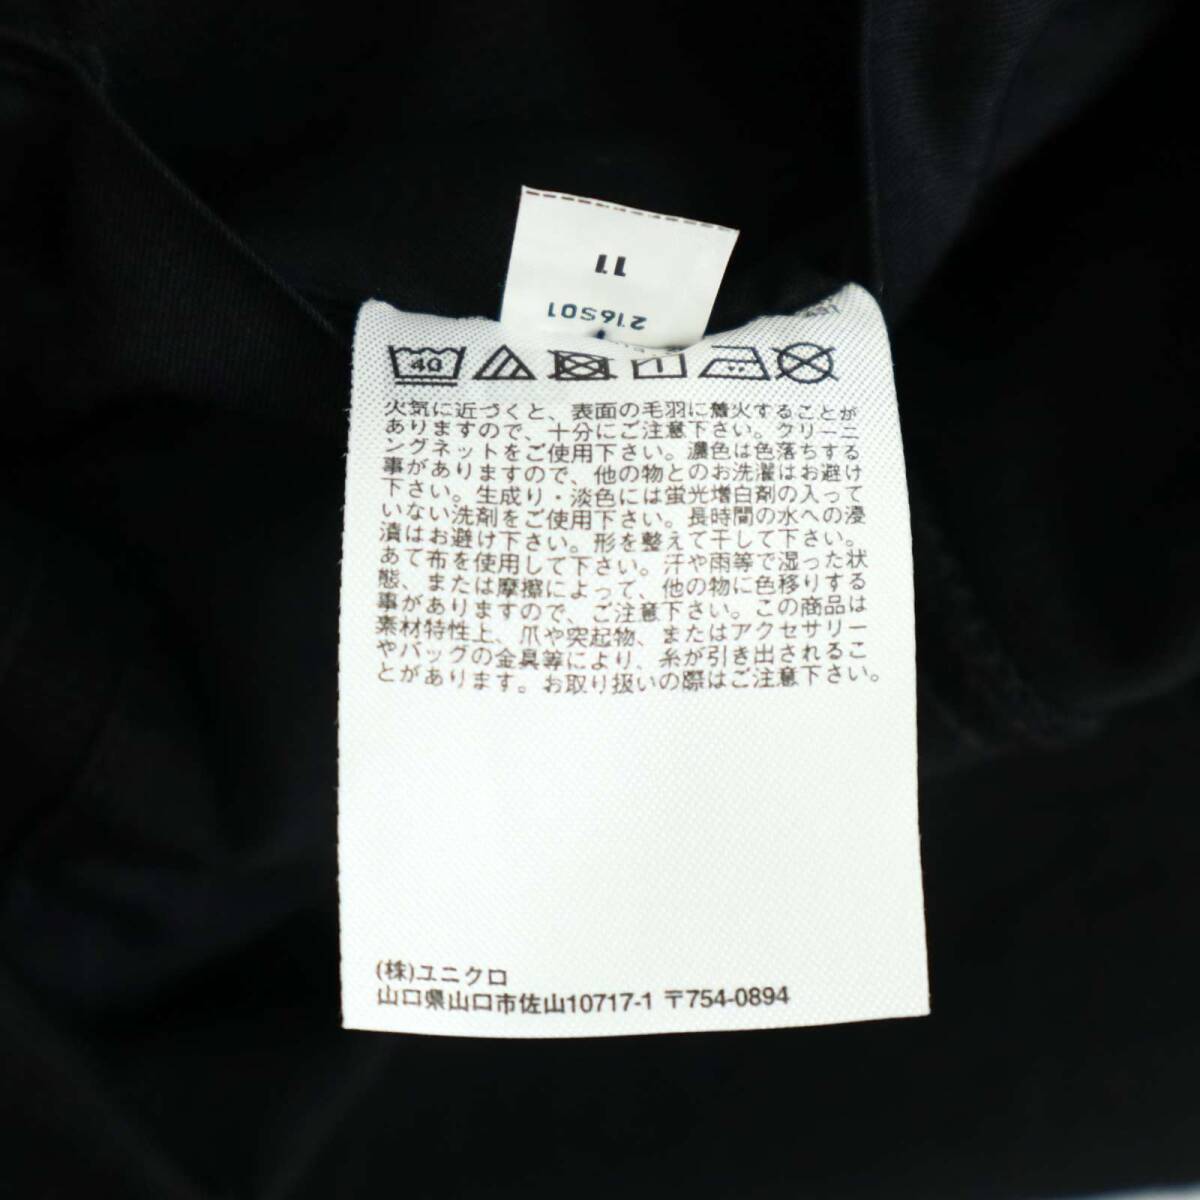 11
216S01
40
火気に近づくと、表面の毛羽に着火することが
ありますので、十分にご注意下さい。クリーニ
ングネットをご使用下さい。濃色は色落ちする
事がありますので、他の物とのお洗濯はお避け
下さい。生成り・淡色には蛍光増白剤の入って
いない洗剤をご使用下さい。長時間の水への浸
漬はお避け下さい。形を整えて干して下さい。
あて布を使用して下さい。汗や雨等で湿った状
態、または摩擦によって、他の物に色移りする
事がありますので、ご注意下さい。この商品は
素材特性上、爪や突起物、またはアクセサリー
やバッグの金具等により、糸が引き出されるこ
とがあります。お取り扱いの際はご注意下さい。
(株)ユニクロ
山口県山口市佐山10717-1 〒754-0894